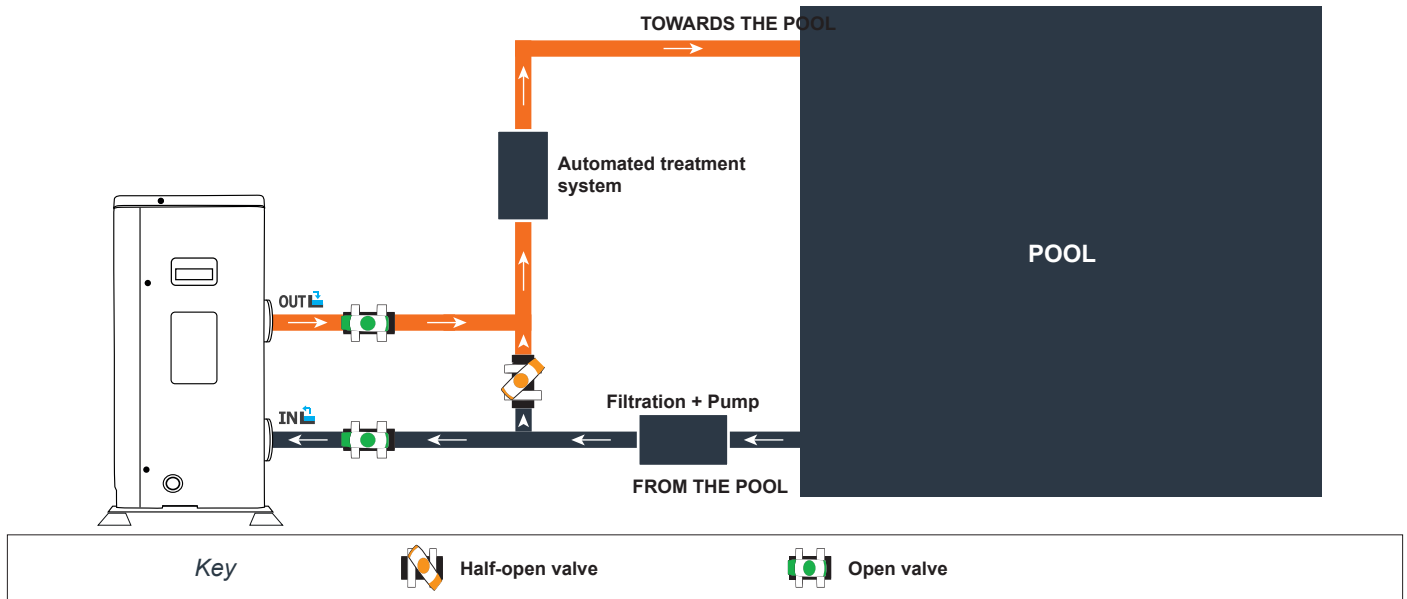 TOWARDS THE POOL
Automated treatment
system
POOL
OUT
IN
Filtration + Pump
FROM THE POOL
Key
Half-open valve
Open valve